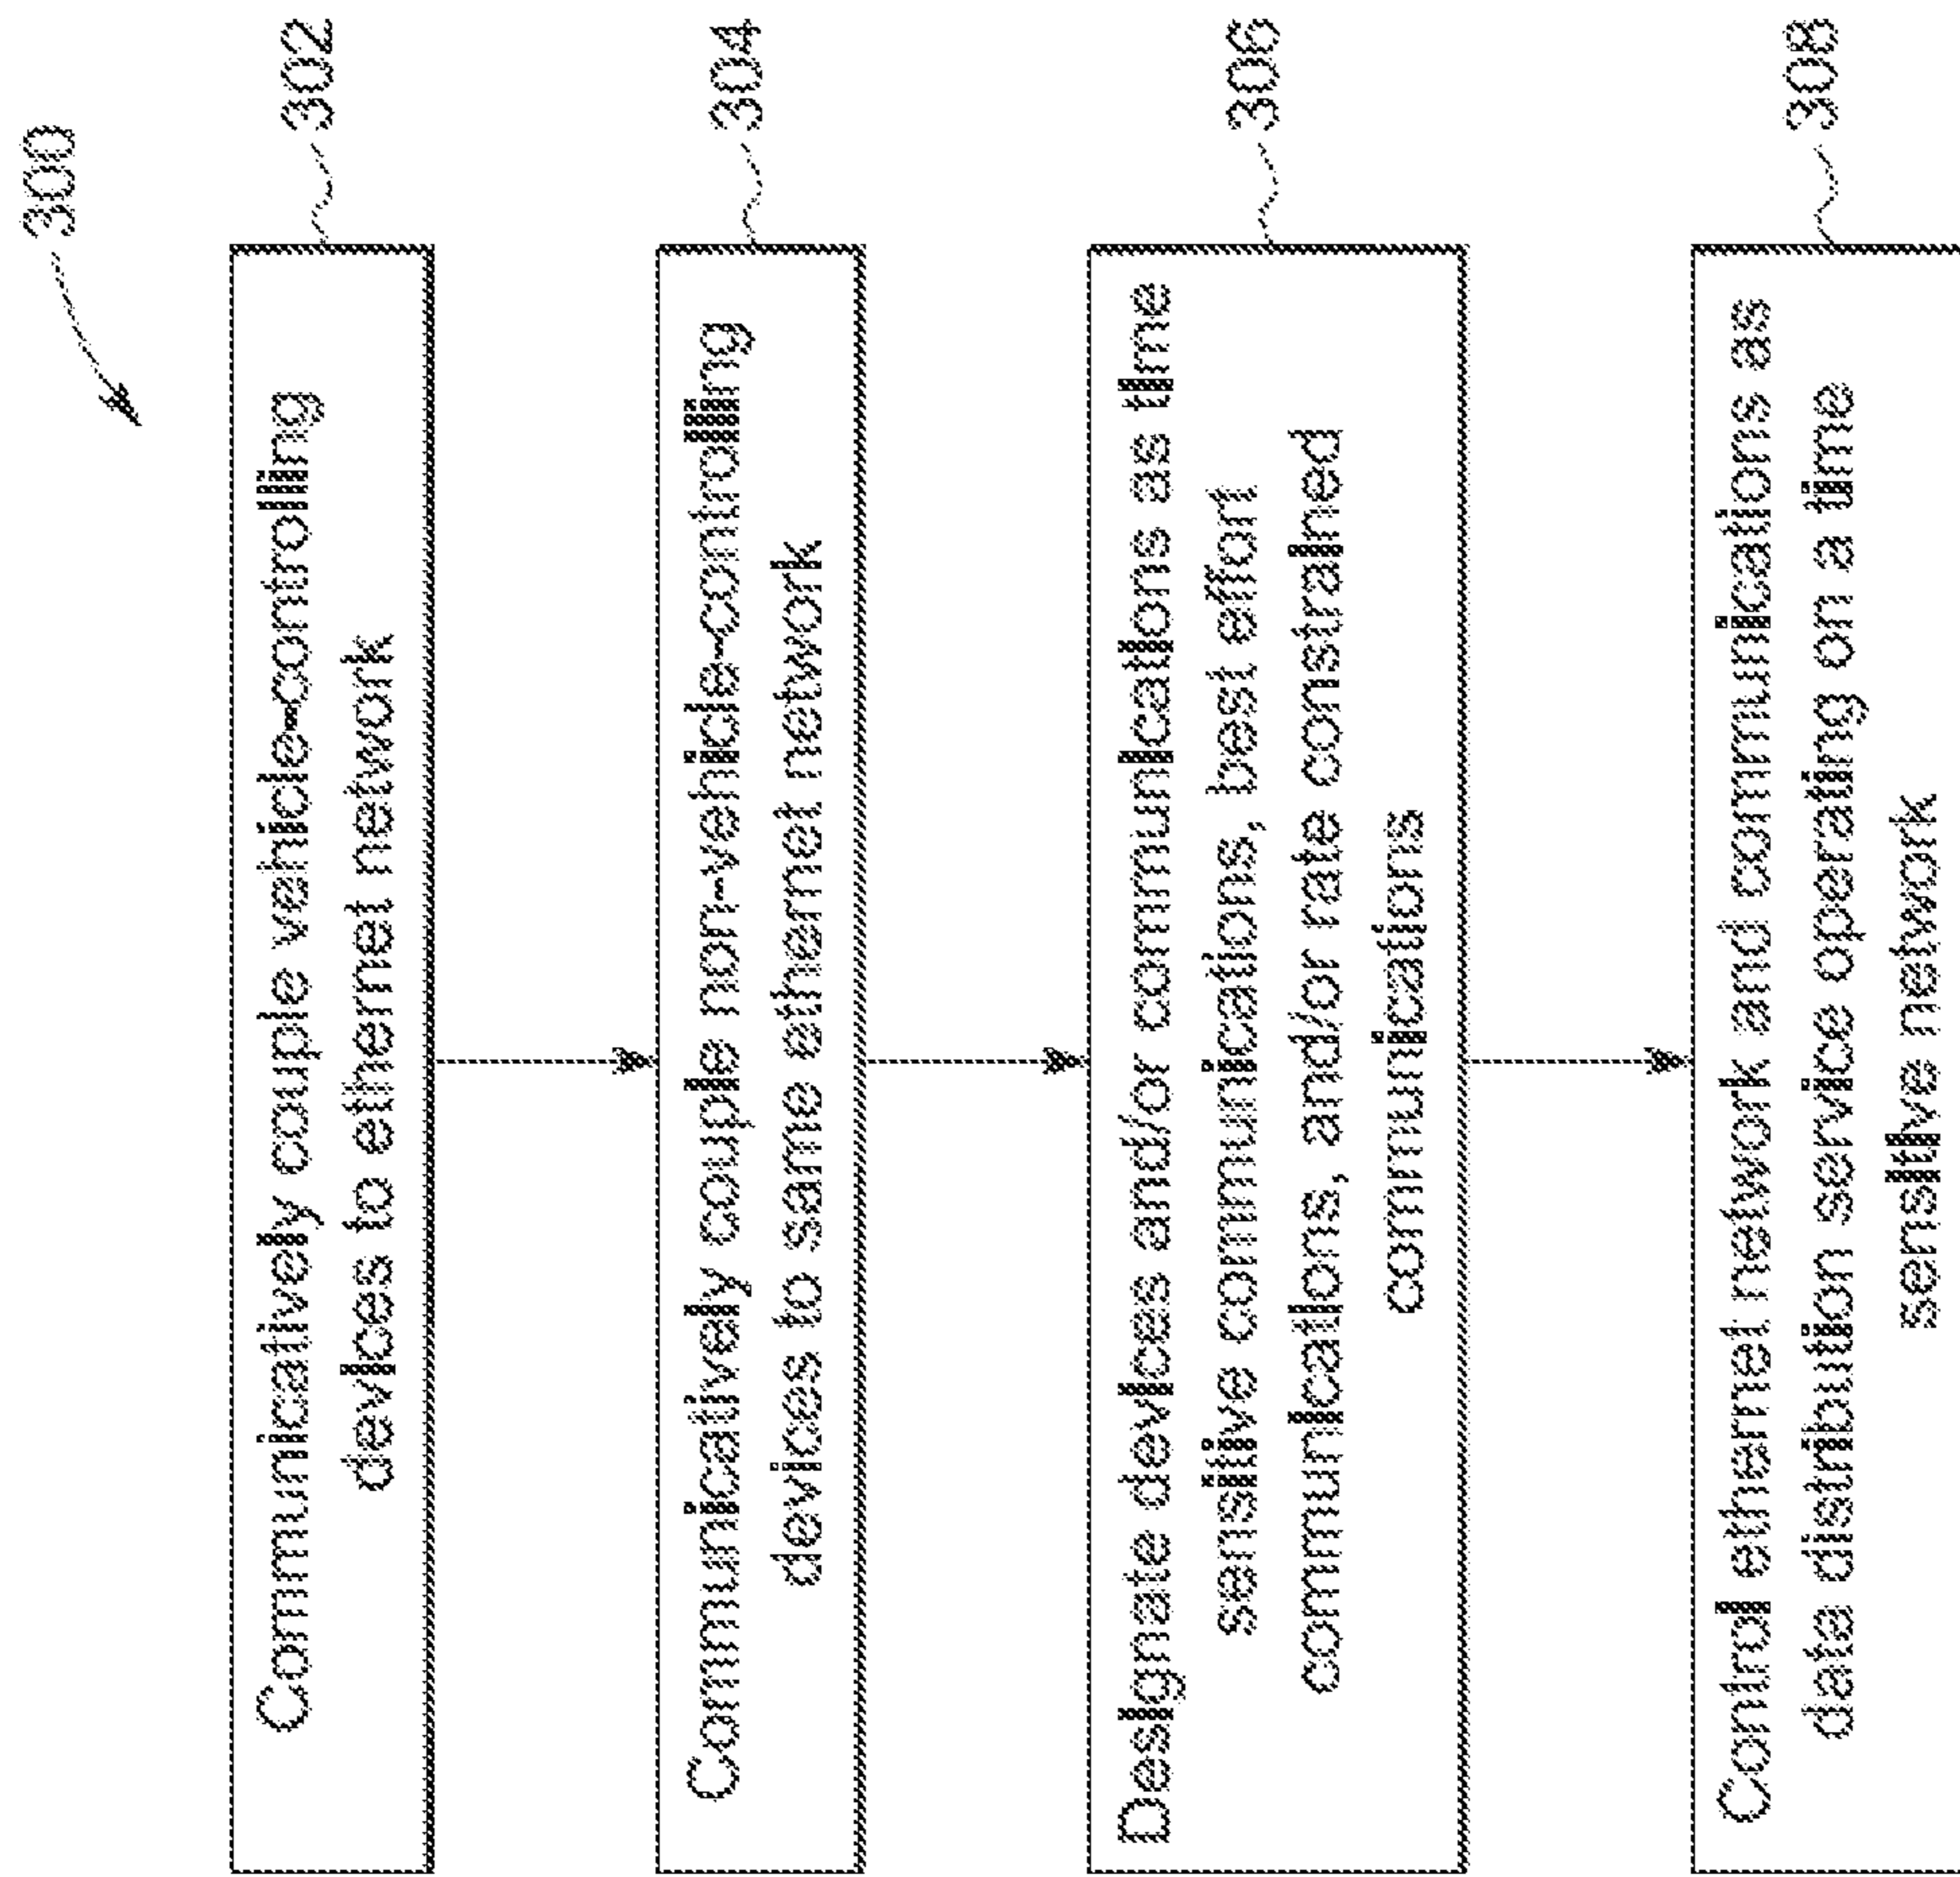 300
Communicatively couple vehicle-controlling
devices to ethernet network
302
Communicatively couple non-vehicle-controlling
devices to same ethernet network
304
Designate devices and/or communications as time
sensitive communications, best effort
communications, and/or rate constrained
communications
306
Control ethernet network and communications as
data distribution service operating on a time
sensitive network
308